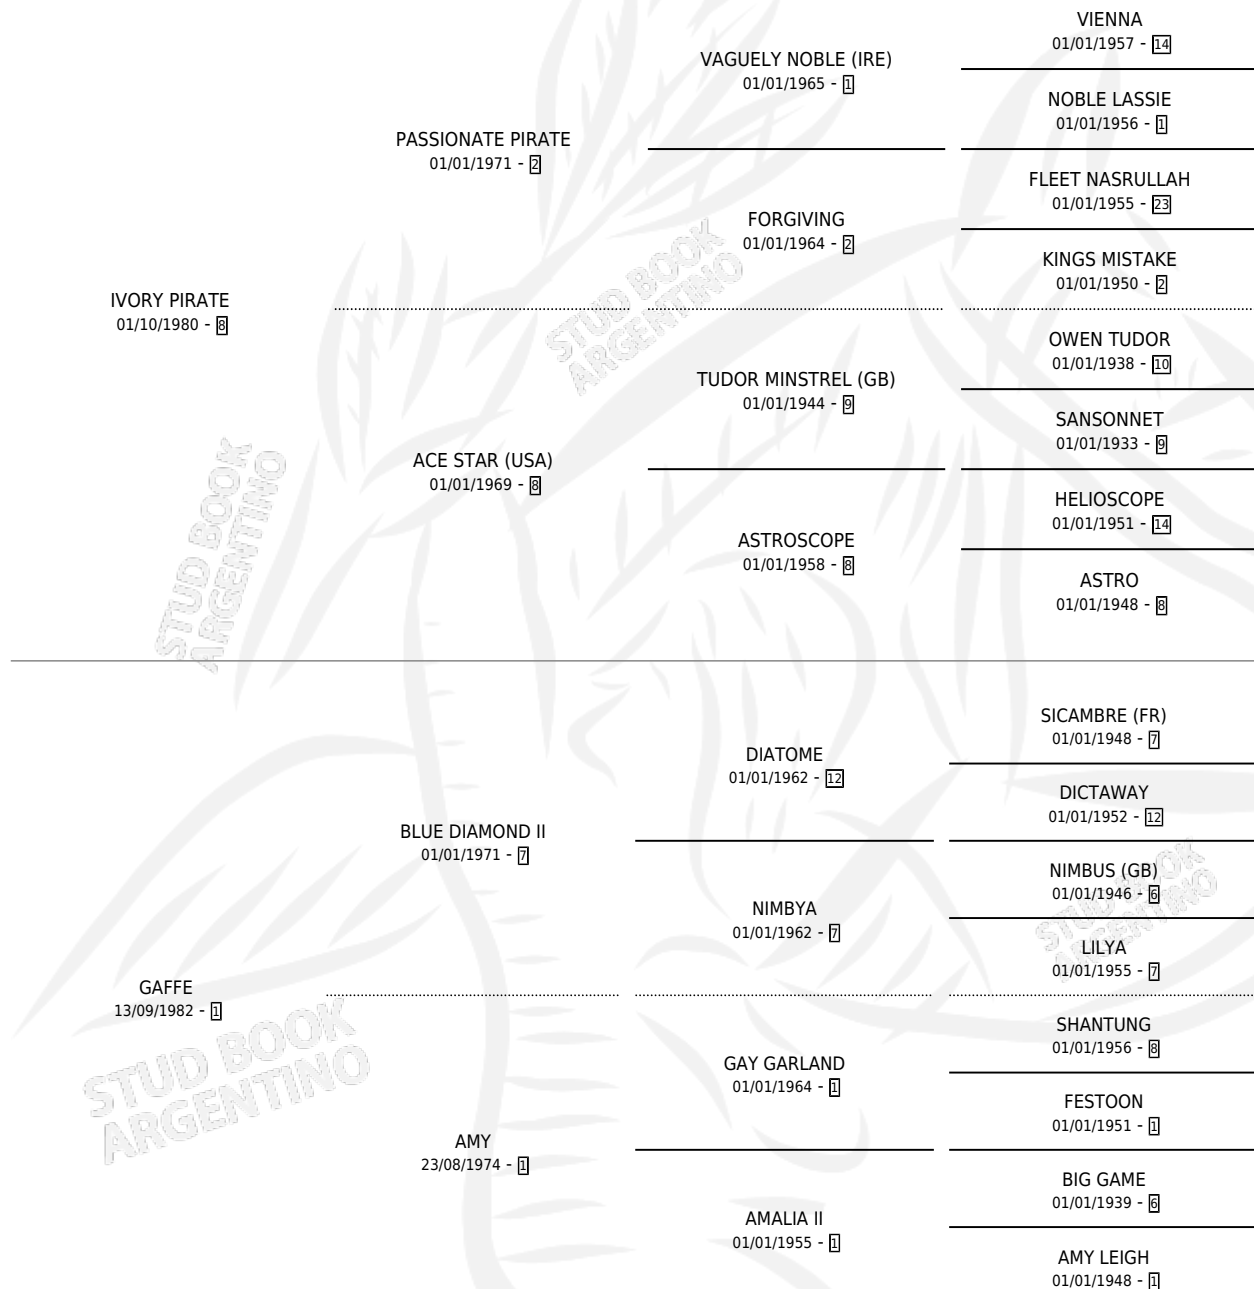 VIENNA
01/01/1957 - 14
VAGUELY NOBLE (IRE)
01/01/1965 - 1
NOBLE LASSIE
01/01/1956 - 1
PASSIONATE PIRATE
01/01/1971 - 2
FLEET NASRULLAH
01/01/1955 - 23
FORGIVING
01/01/1964 - 2
KINGS MISTAKE
01/01/1950 - 2
IVORY PIRATE
01/10/1980 - 8
OWEN TUDOR
01/01/1938 - 10
TUDOR MINSTREL (GB)
01/01/1944 - 9
SANSONNET
01/01/1933 - 9
ACE STAR (USA)
01/01/1969 - 8
HELIOSCOPE
01/01/1951 - 14
ASTROSCOPE
01/01/1958 - 8
ASTRO
01/01/1948 - 8
SICAMBRE (FR)
01/01/1948 - 7
DIATOME
01/01/1962 - 12
DICTAWAY
01/01/1952 - 12
BLUE DIAMOND II
01/01/1971 - 7
NIMBUS (GB)
01/01/1946 - 6
NIMBYA
01/01/1962 - 7
LILYA
01/01/1955 - 7
GAFFE
13/09/1982 - 1
SHANTUNG
01/01/1956 - 8
GAY GARLAND
01/01/1964 - 1
FESTOON
01/01/1951 - 1
AMY
23/08/1974 - 1
BIG GAME
01/01/1939 - 6
AMALIA II
01/01/1955 - 1
AMY LEIGH
01/01/1948 - 1
STUD BOOK
ARGENTINO
STUD BOOK
ARGENTINO
STUD BOOK
ARGENTINO
STUD BOOK
ARGENTINO